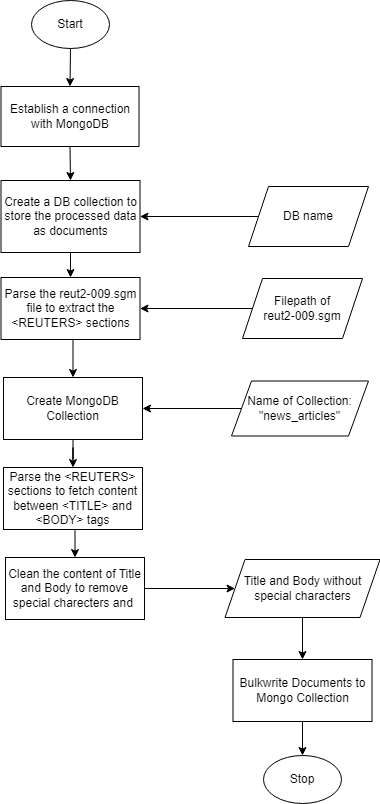 Start
Establish a connection
with MongoDB
Create a DB collection to
store the processed data
as documents
DB name
Parse the reut2-009.sgm
file to extract the
<REUTERS> sections
Filepath of
reut2-009.sgm
Create MongoDB
Collection
Name of Collection:
"news_articles"
Parse the <REUTERS>
sections to fetch content
between <TITLE> and
<BODY> tags
Clean the content of Title
and Body to remove
special charecters and
Title and Body without
special characters
Bulkwrite Documents to
Mongo Collection
Stop